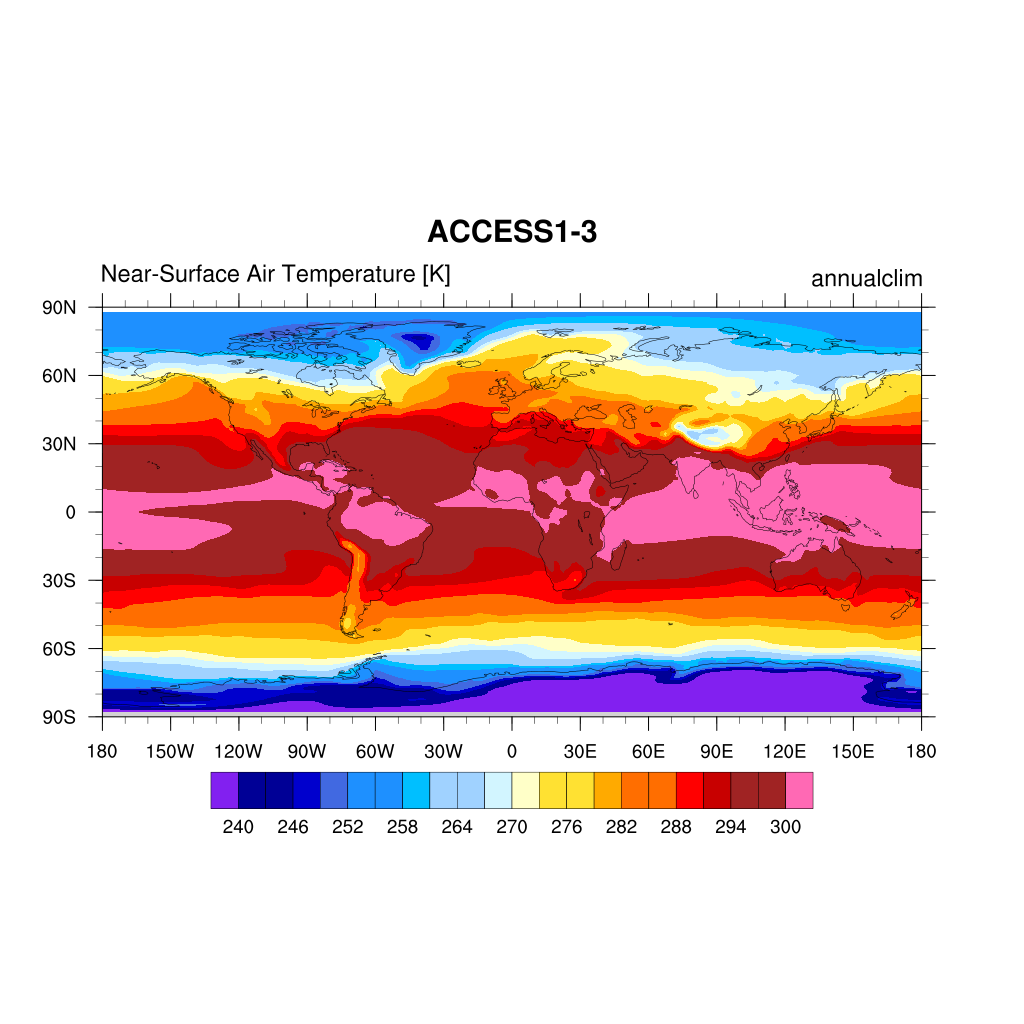 ACCESS1-3
Near-Surface Air Temperature [K] annualclim
90N
60N
30N
0
30S
60S
90S
180 150W 120W 90W 60W 30W 0 30E 60E 90E 120E 150E 180
240 246 252 258 264 270 276 282 288 294 300